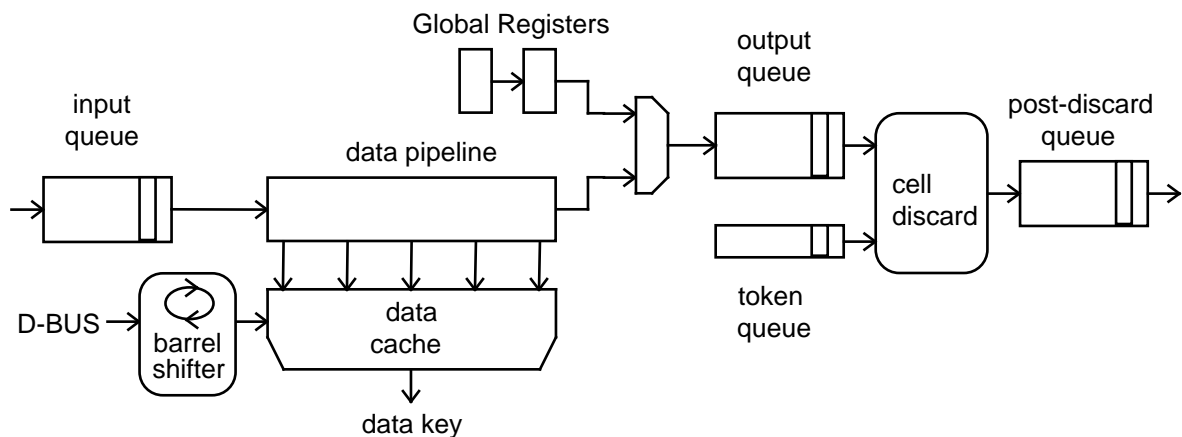 Global Registers
output
queue
input
queue
data pipeline
post-discard
queue
cell
discard
D-BUS
barrel
shifter
data
cache
token
queue
data key